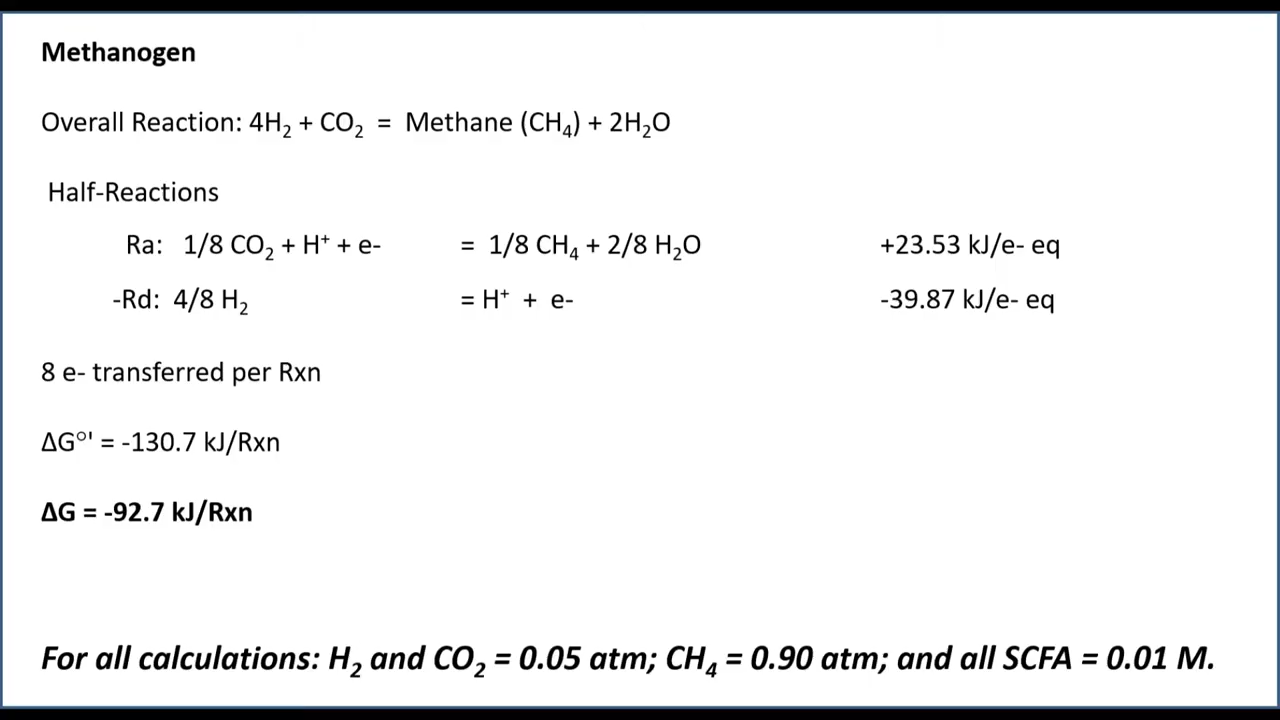 Methanogen
Overall Reaction: 4H₂ + CO₂ = Methane (CH₄) + 2H₂O
Half-Reactions
Ra: 1/8 CO₂ + H⁺ + e- = 1/8 CH₄ + 2/8 H₂O +23.53 kJ/e- eq
-Rd: 4/8 H₂ = H⁺ + e- -39.87 kJ/e- eq
8 e- transferred per Rxn
ΔG°' = -130.7 kJ/Rxn
ΔG = -92.7 kJ/Rxn
For all calculations: H₂ and CO₂ = 0.05 atm; CH₄ = 0.90 atm; and all SCFA = 0.01 M.